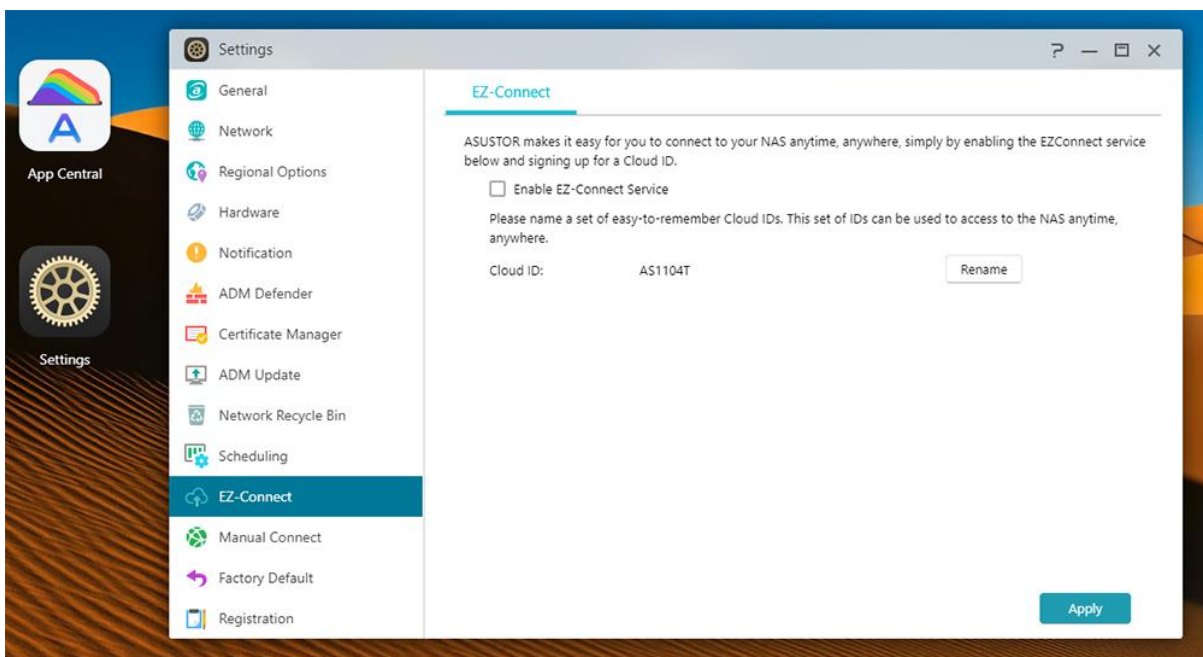 App Central
Settings
Settings
General
Network
Regional Options
Hardware
Notification
ADM Defender
Certificate Manager
ADM Update
Network Recycle Bin
Scheduling
EZ-Connect
Manual Connect
Factory Default
Registration
EZ-Connect
ASUSTOR makes it easy for you to connect to your NAS anytime, anywhere, simply by enabling the EZConnect service
below and signing up for a Cloud ID.
Enable EZ-Connect Service
Please name a set of easy-to-remember Cloud IDs. This set of IDs can be used to access to the NAS anytime,
anywhere.
Cloud ID: AS1104T Rename
Apply